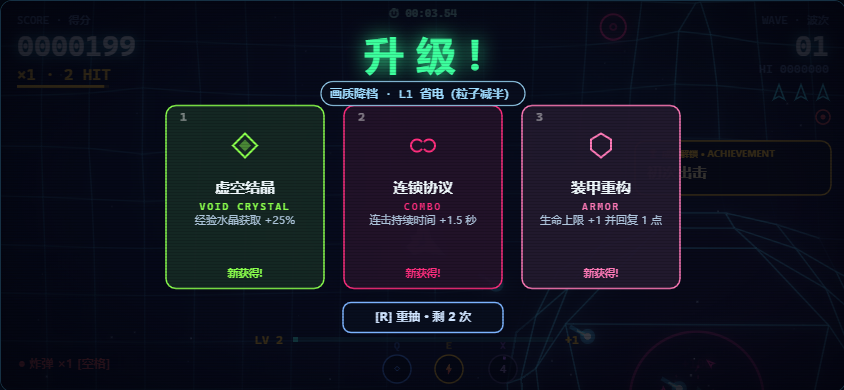 SCORE · 得分
0000199
×1 · 2 HIT
00:03.54
WAVE · 波次
01
HI 0000000
升级!
画质降档 · L1 省电 (粒子减半)
1
虚空结晶
VOID CRYSTAL
经验水晶获取 +25%
新获得!
2
连锁协议
COMBO
连击持续时间 +1.5 秒
新获得!
3
装甲重构
ARMOR
生命上限 +1 并回复 1 点
新获得!
ACHIEVEMENT
出击
[R] 重抽 • 剩 2 次
LV 2
+1
炸弹 ×1 [空格]
Q
E
4